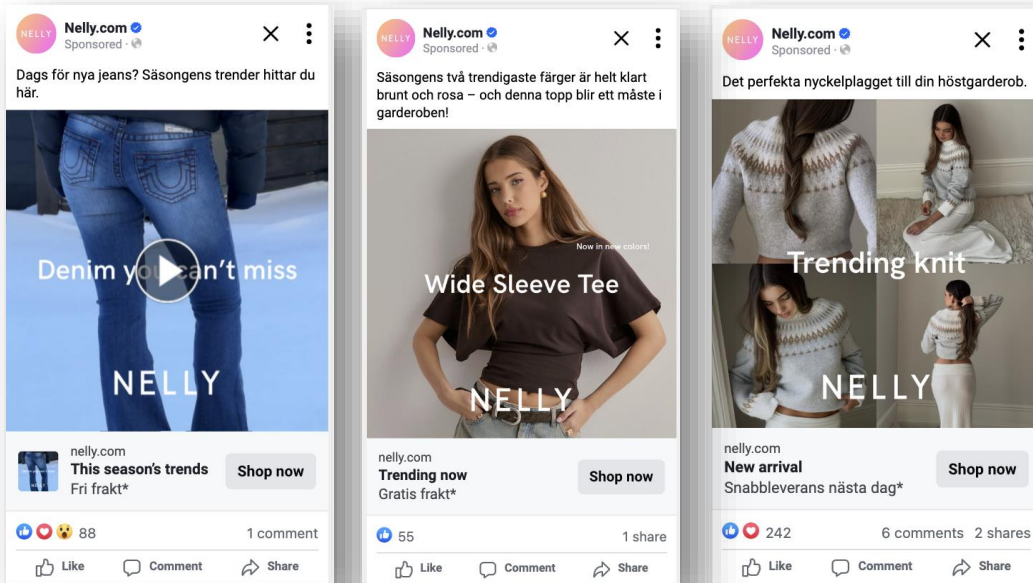 NELLY
Nelly.com
Sponsored ·
Dags för nya jeans? Säsongens trender hittar du
här.
Denim you can't miss
NELLY
nelly.com
This season's trends
Fri frakt*
Shop now
88
1 comment
Like
Comment
Share
NELLY
Nelly.com
Sponsored ·
Säsongens två trendigaste färger är helt klart
brunt och rosa – och denna topp blir ett måste i
garderoben!
Now in new colors!
Wide Sleeve Tee
NELLY
nelly.com
Trending now
Gratis frakt*
Shop now
55
1 share
Like
Comment
Share
NELLY
Nelly.com
Sponsored ·
Det perfekta nyckelplagget till din höstgarderob.
Trending knit
NELLY
nelly.com
New arrival
Snabbleverans nästa dag*
Shop now
242
6 comments 2 shares
Like
Comment
Share